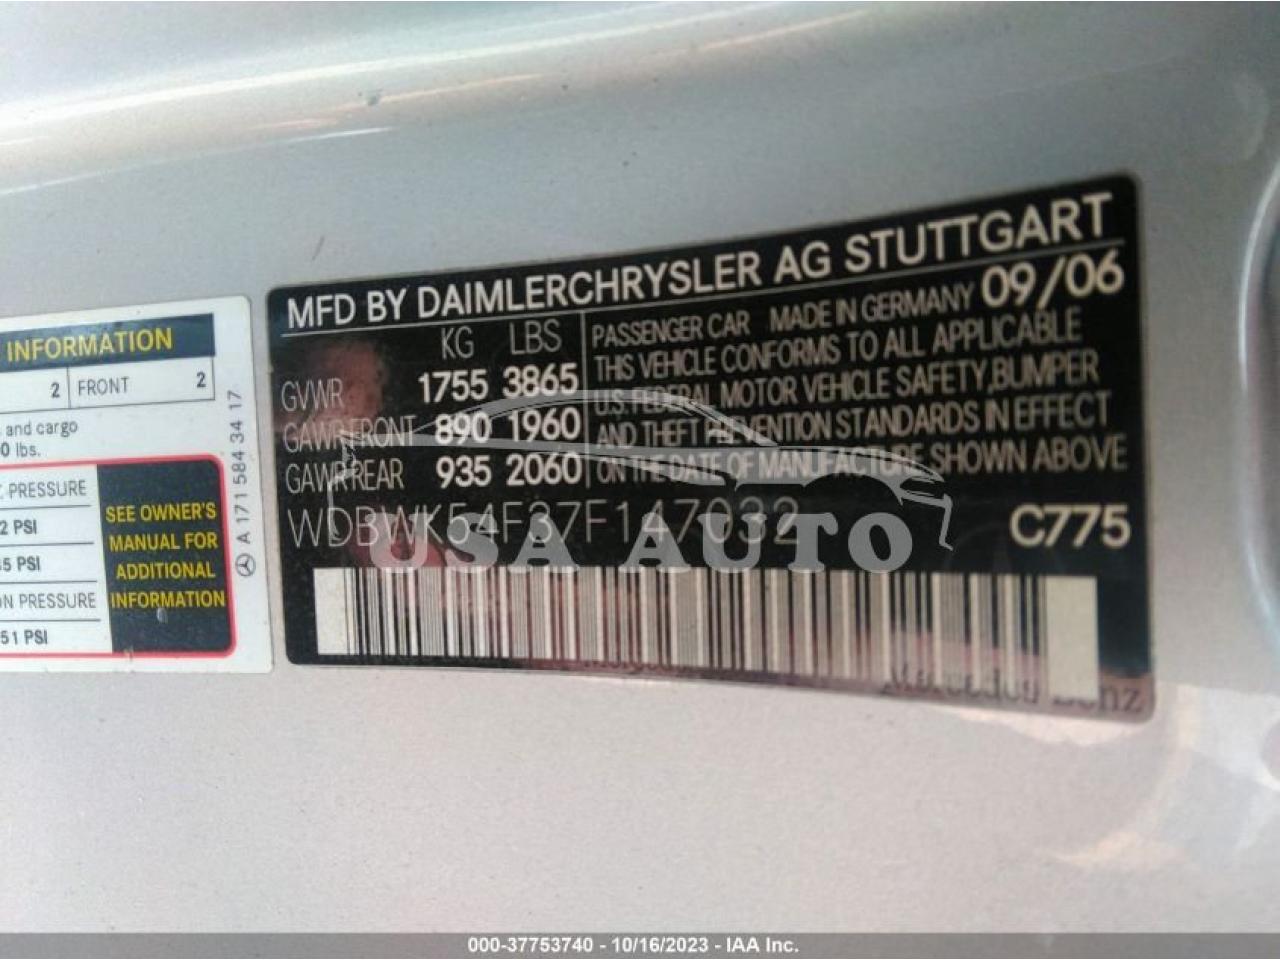 INFORMATION
2 FRONT 2
and cargo
0 lbs.
PRESSURE
2 PSI
5 PSI
ON PRESSURE
51 PSI
SEE OWNER'S
MANUAL FOR
ADDITIONAL
INFORMATION
A 171 584 34 17
MFD BY DAIMLERCHRYSLER AG STUTTGART
KG LBS
GVWR 1755 3865
GAWR FRONT 890 1960
GAWR REAR 935 2060
PASSENGER CAR MADE IN GERMANY 09/06
THIS VEHICLE CONFORMS TO ALL APPLICABLE
U.S. FEDERAL MOTOR VEHICLE SAFETY, BUMPER
AND THEFT PREVENTION STANDARDS IN EFFECT
ON THE DATE OF MANUFACTURE SHOWN ABOVE
WDBWK54F37F147032 C775
USA AUTO
000-37753740 - 10/16/2023 - IAA Inc.